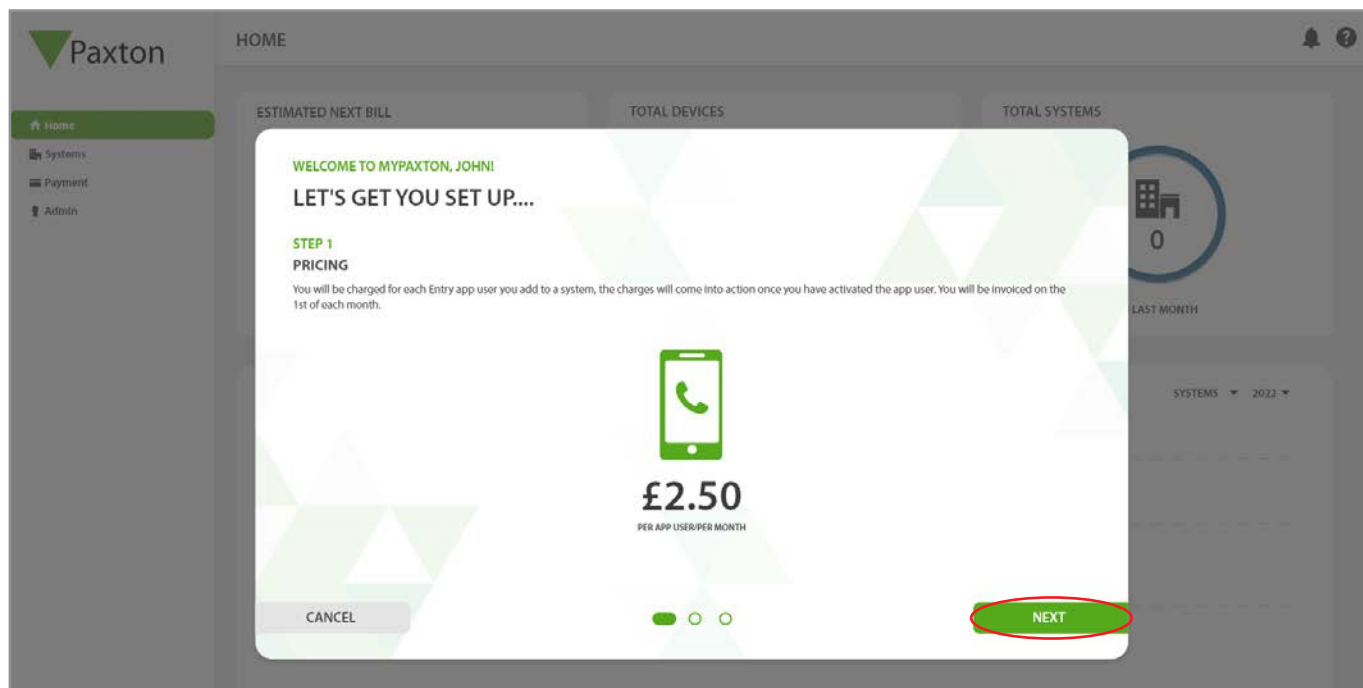 Paxton
HOME
Home
Systems
Payment
Admin
ESTIMATED NEXT BILL
TOTAL DEVICES
TOTAL SYSTEMS
0
LAST MONTH
SYSTEMS
2022
WELCOME TO MYPAXTON, JOHN!
LET'S GET YOU SET UP....
STEP 1
PRICING
You will be charged for each Entry app user you add to a system, the charges will come into action once you have activated the app user. You will be invoiced on the
1st of each month.
£2.50
PER APP USER/PER MONTH
CANCEL
NEXT